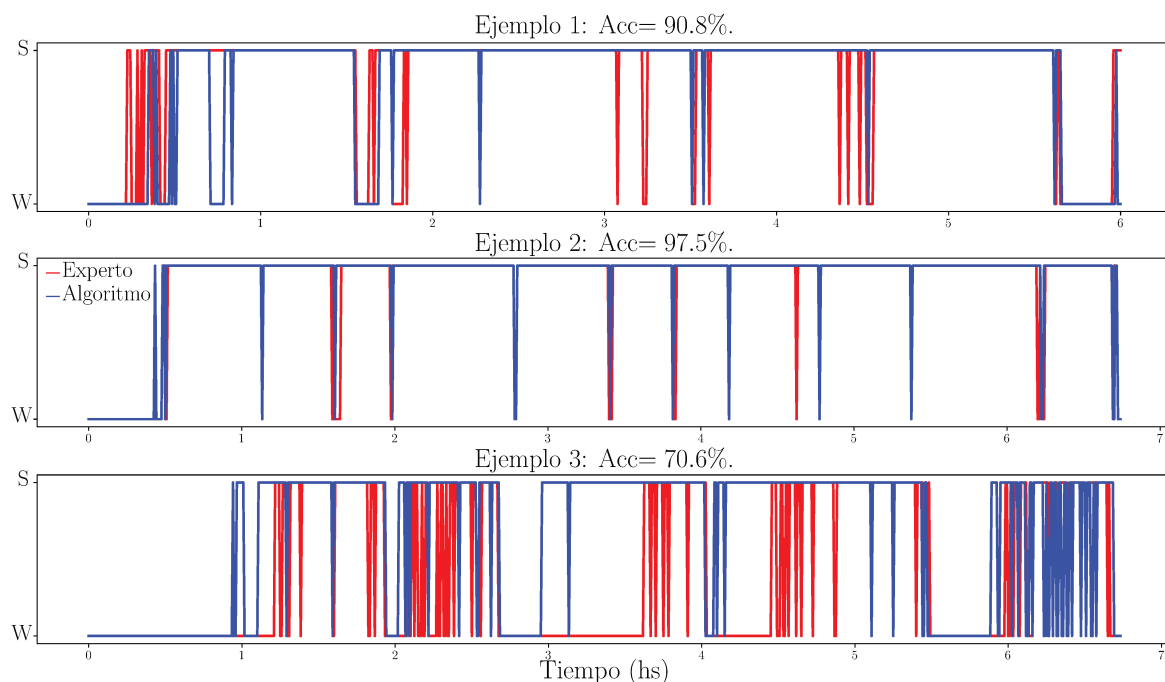 Ejemplo 1: Acc= 90.8%.
S
W
0 1 2 3 4 5 6
Ejemplo 2: Acc= 97.5%.
S
Experto
Algoritmo
W
0 1 2 3 4 5 6 7
Ejemplo 3: Acc= 70.6%.
S
W
0 1 2 3 4 5 6 7
Tiempo (hs)